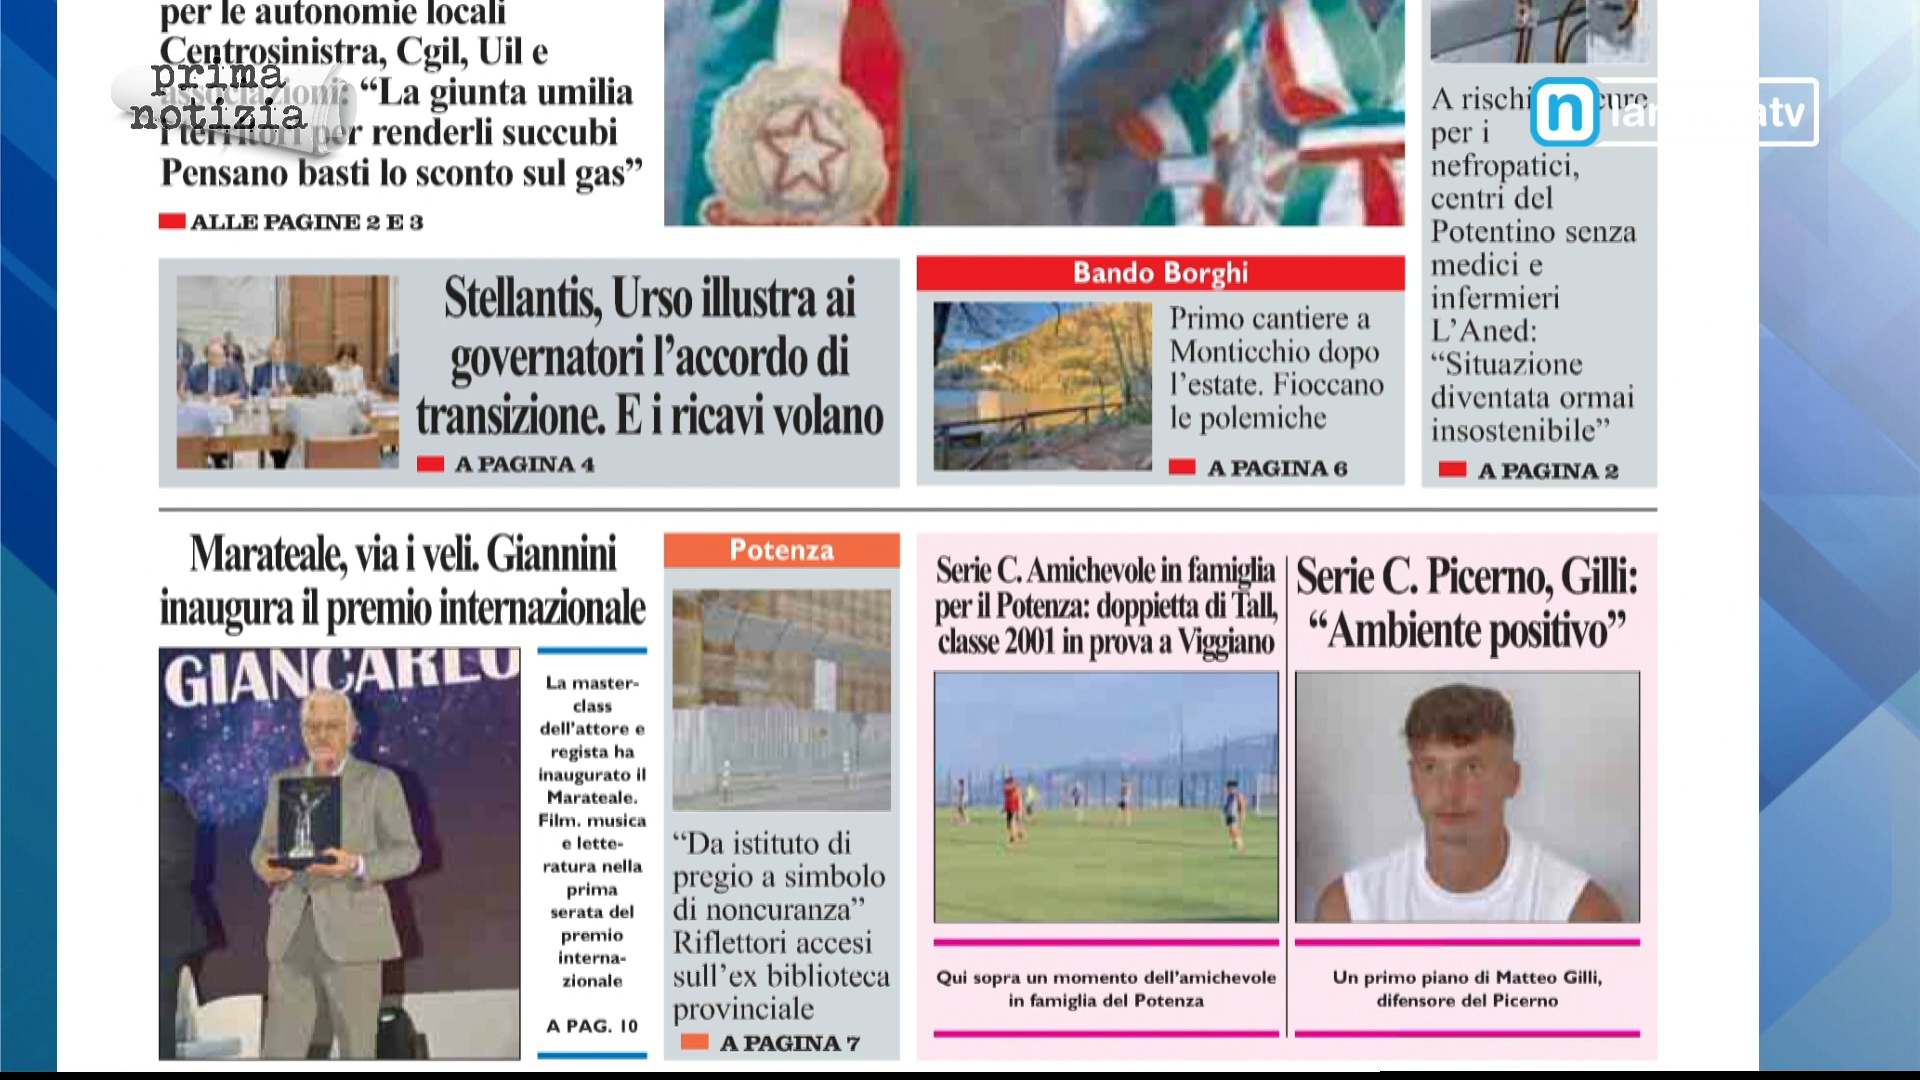 per le autonomie locali
Centrosinistra, Cgil, Uil e
associazioni: “La giunta umilia
i territori per renderli succubi
Pensano basti lo sconto sul gas”
ALLE PAGINE 2 E 3
prima
notizia
A rischio cure
per i
nefropatici,
centri del
Potentino senza
medici e
infermieri
L’Aned:
“Situazione
diventata ormai
insostenibile”
A PAGINA 2
n
atv
Stellantis, Urso illustra ai
governatori l’accordo di
transizione. E i ricavi volano
A PAGINA 4
Bando Borghi
Primo cantiere a
Monticchio dopo
l’estate. Fioccano
le polemiche
A PAGINA 6
Marateale, via i veli. Giannini
inaugura il premio internazionale
GIANCARLO
La master-
class
dell’attore e
regista ha
inaugurato il
Marateale.
Film. musica
e lette-
ratura nella
prima
serata del
premio
interna-
zionale
A PAG. 10
Potenza
“Da istituto di
pregio a simbolo
di noncuranza”
Riflettori accesi
sull’ex biblioteca
provinciale
A PAGINA 7
Serie C. Amichevole in famiglia
per il Potenza: doppietta di Tall,
classe 2001 in prova a Viggiano
Qui sopra un momento dell’amichevole
in famiglia del Potenza
Serie C. Picerno, Gilli:
“Ambiente positivo”
Un primo piano di Matteo Gilli,
difensore del Picerno